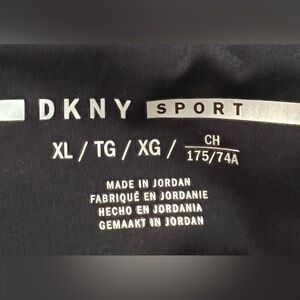 DKNY SPORT
XL / TG / XG / CH 175/74A
MADE IN JORDAN
FABRIQUÉ EN JORDANIE
HECHO EN JORDANIA
GEMAAKT IN JORDAN